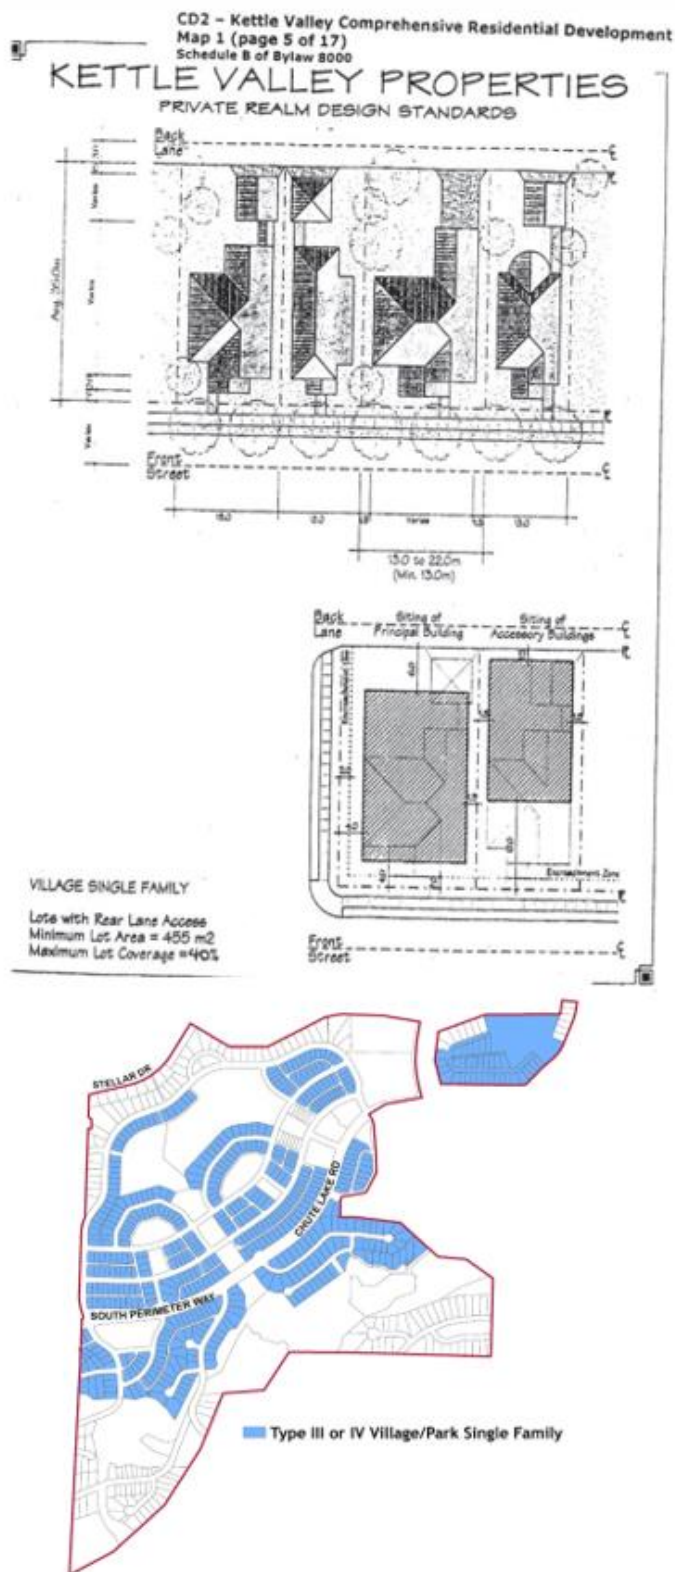 CD2 – Kettle Valley Comprehensive Residential Development
Map 1 (page 5 of 17)
Schedule B of Bylaw 8000
KETTLE VALLEY PROPERTIES
PRIVATE REALM DESIGN STANDARDS
Back
Lane
Varies
Varies
Varies
Front
Street
Varies
13.0 to 22.0m
(Min. 13.0m)
Back
Lane
Siting of
Principal Building
Siting of
Accessory Buildings
Encroachment Zone
Front
Street
VILLAGE SINGLE FAMILY
Lots with Rear Lane Access
Minimum Lot Area = 455 m2
Maximum Lot Coverage =40%
STELLAR DR
CHUTE LAKE RD
SOUTH PERIMETER WAY
Type III or IV Village/Park Single Family